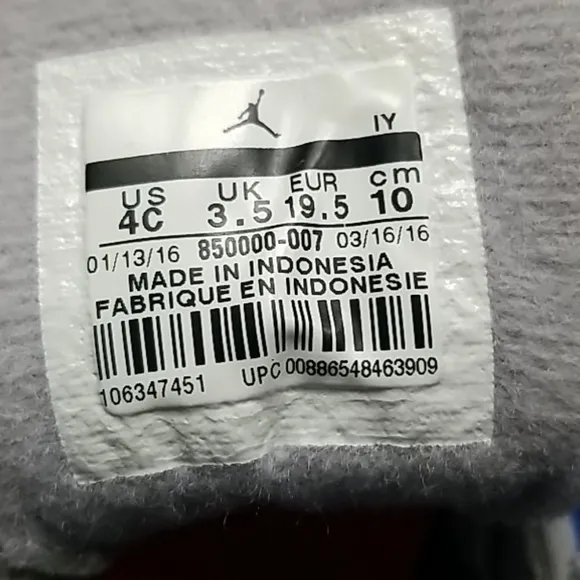 IY
US UK EUR cm
4C 3.5 19.5 10
01/13/16 850000-007 03/16/16
MADE IN INDONESIA
FABRIQUE EN INDONESIE
106347451 UPC 00886548463909